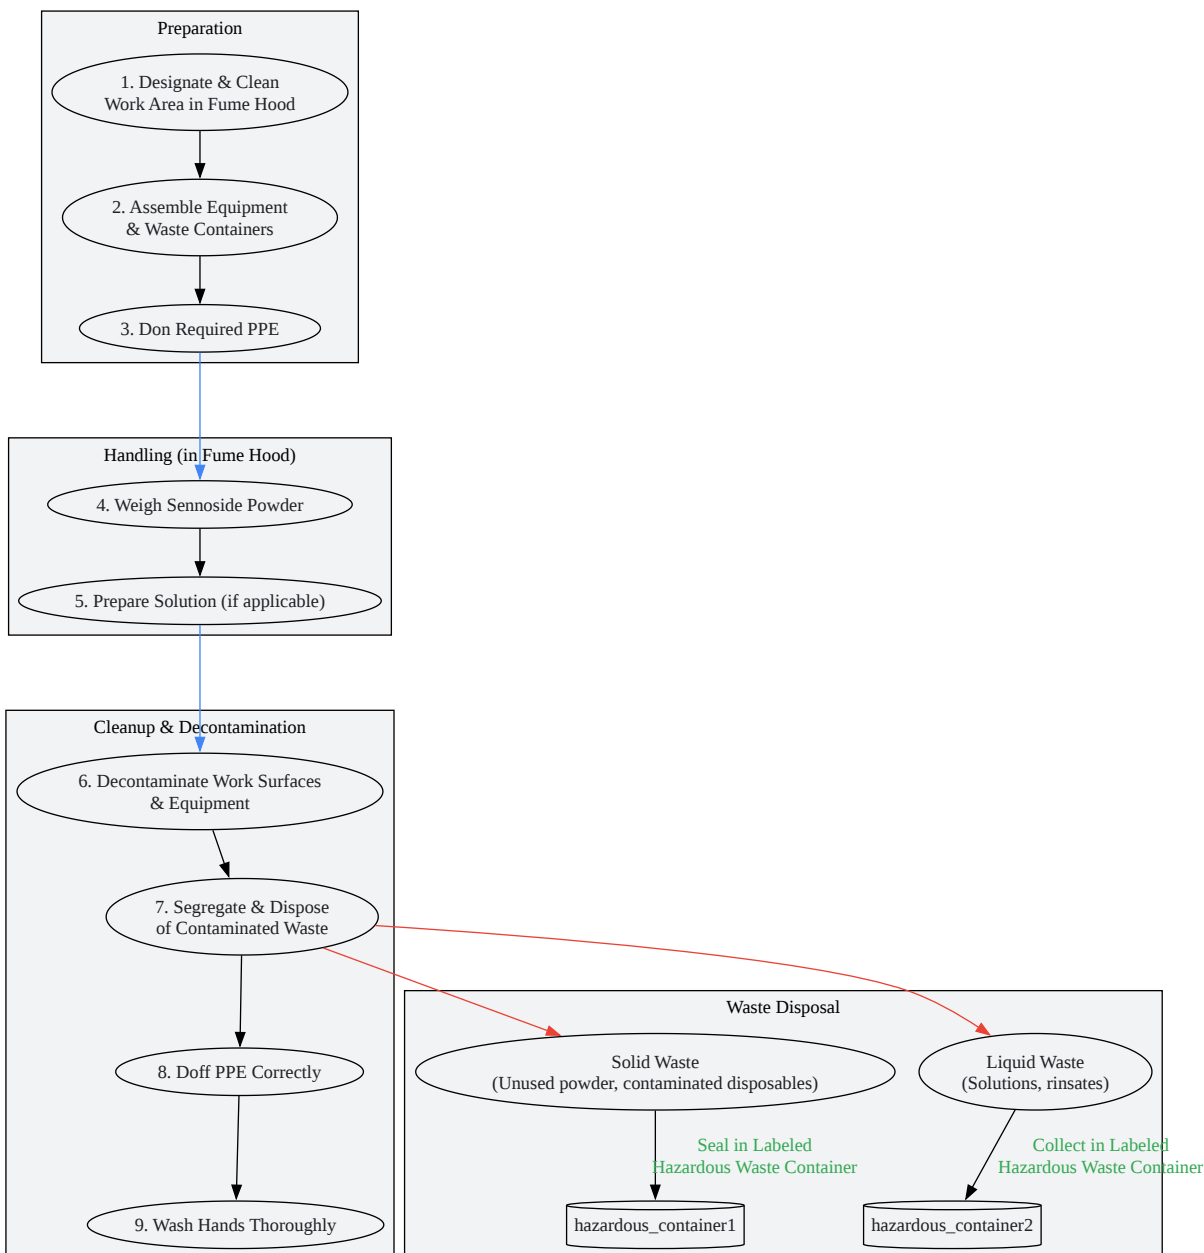 Preparation
1. Designate & Clean
Work Area in Fume Hood
2. Assemble Equipment
& Waste Containers
3. Don Required PPE
Handling (in Fume Hood)
4. Weigh Sennoside Powder
5. Prepare Solution (if applicable)
Cleanup & Decontamination
6. Decontaminate Work Surfaces
& Equipment
7. Segregate & Dispose
of Contaminated Waste
8. Doff PPE Correctly
9. Wash Hands Thoroughly
Waste Disposal
Solid Waste
(Unused powder, contaminated disposables)
Seal in Labeled
Hazardous Waste Container
hazardous_container1
Liquid Waste
(Solutions, rinsates)
Collect in Labeled
Hazardous Waste Container
hazardous_container2